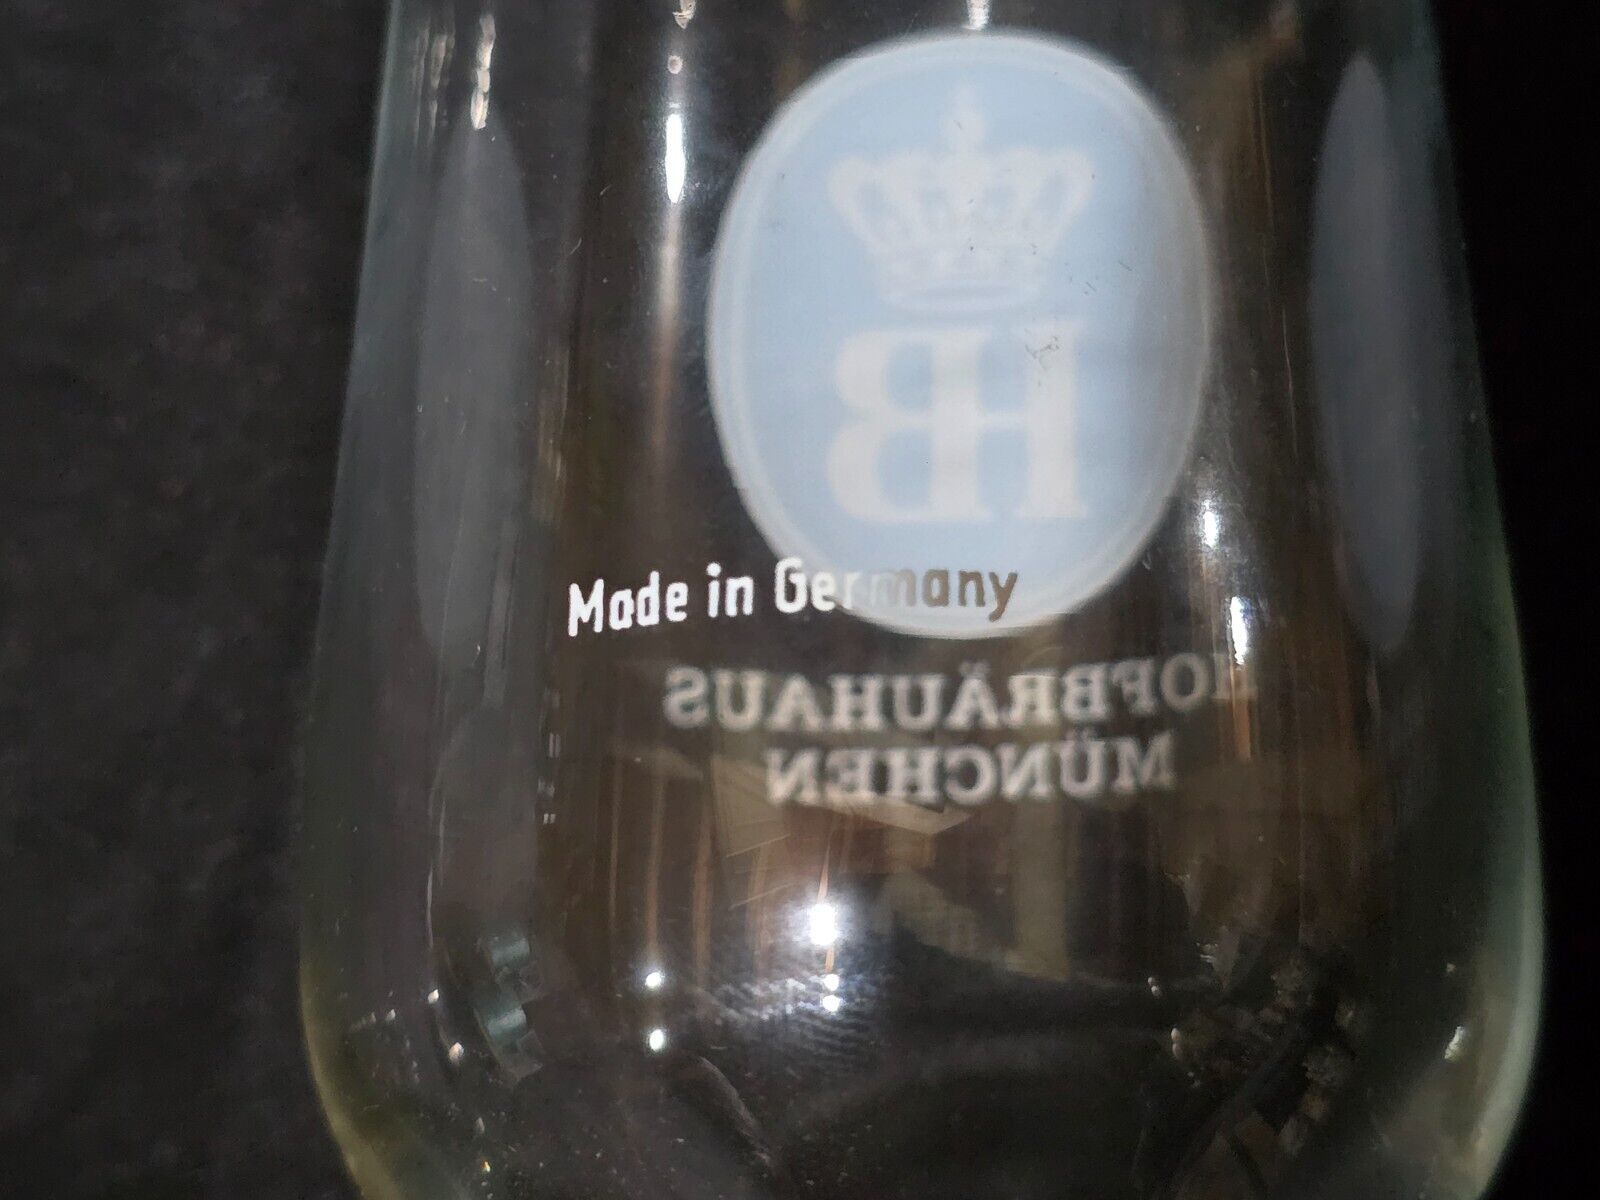 HB
Made in Germany
HOFBRÄUHAUS
MÜNCHEN